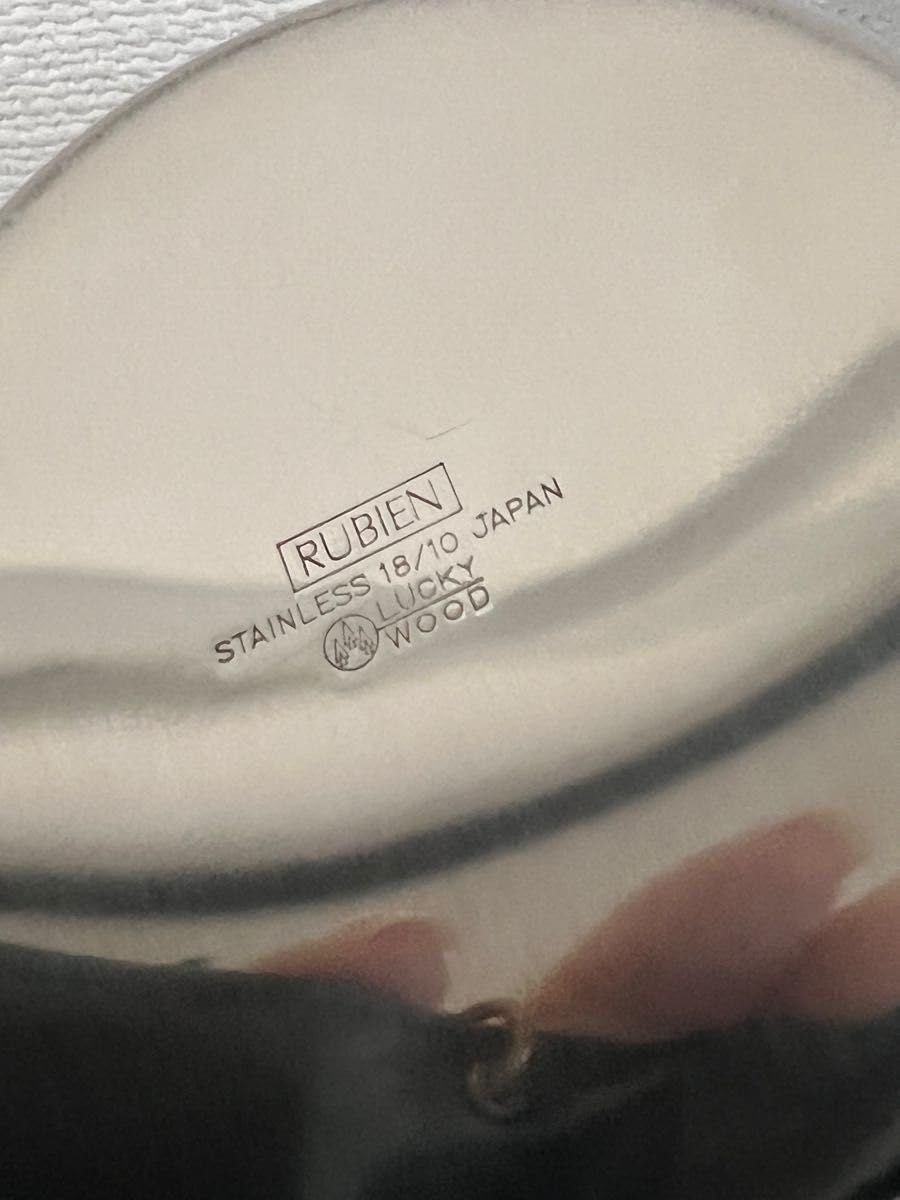 RUBIEN
STAINLESS 18/10 JAPAN
LUCKY
WOOD